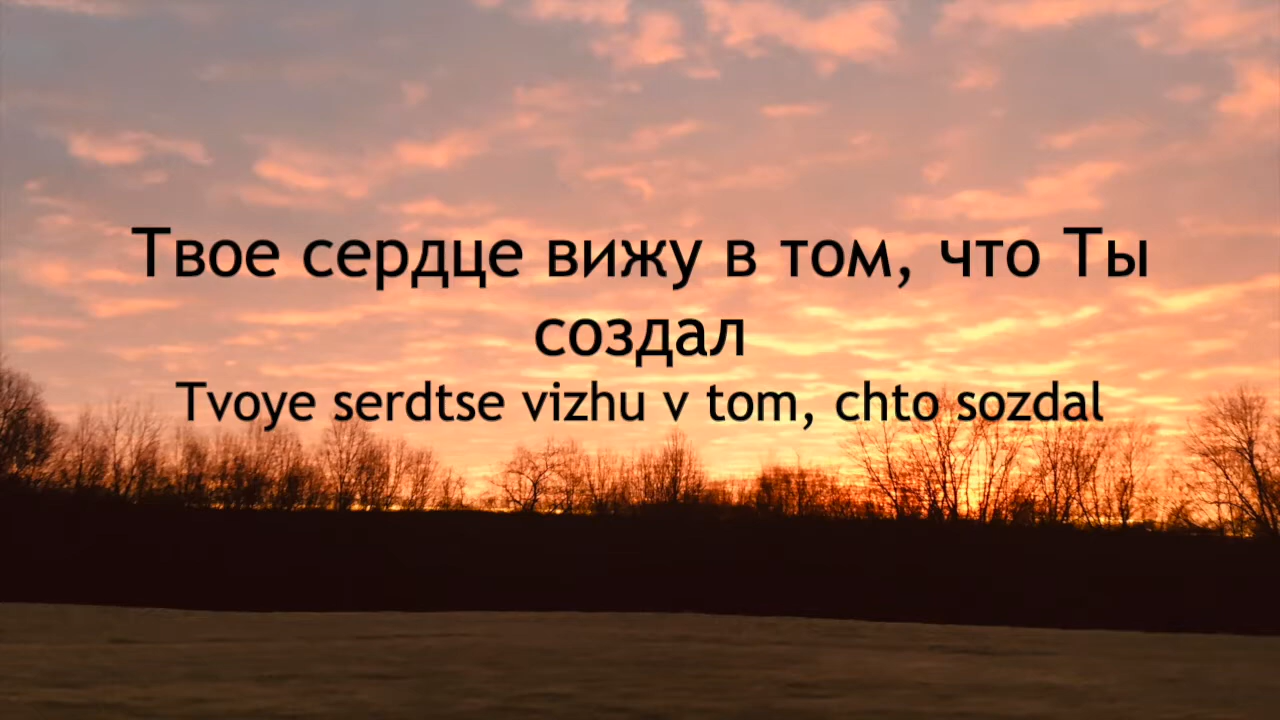 Твое сердце вижу в том, что Ты
создал
Tvoye serdtse vizhu v tom, chto sozdal